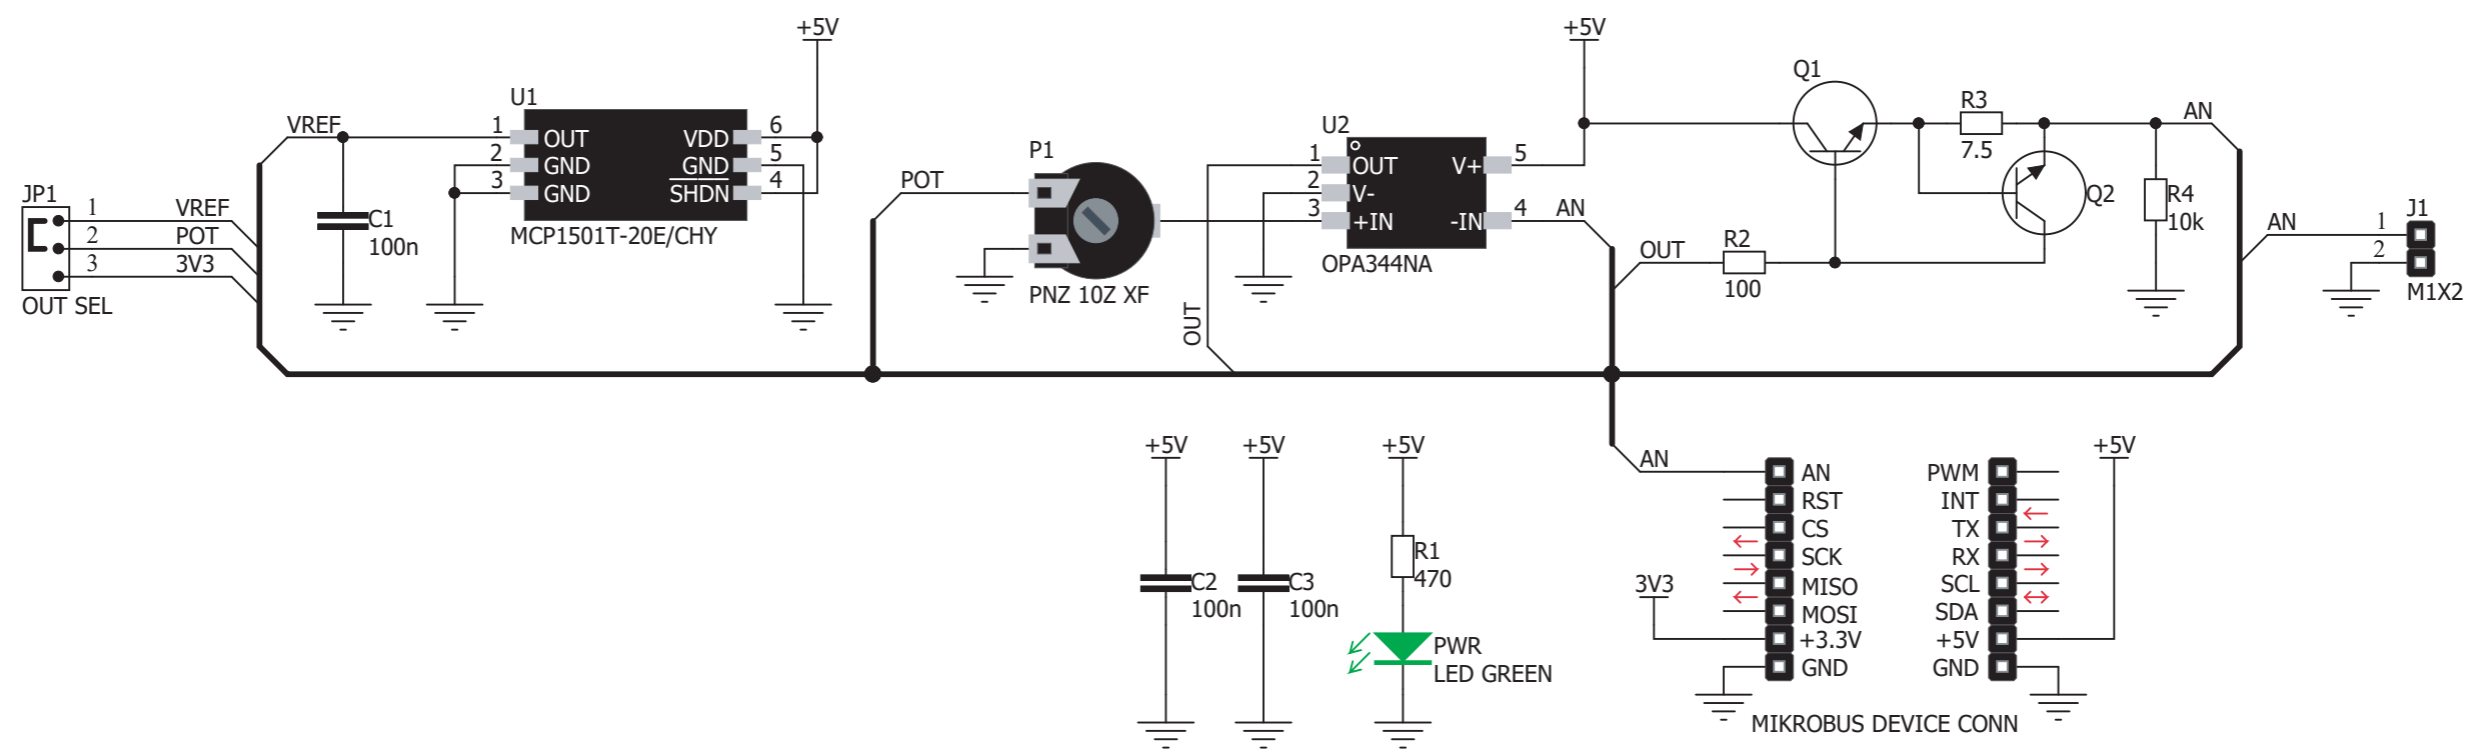 JP1
1 VREF
2 POT
3 3V3
OUT SEL
VREF
C1
100n
U1
1 OUT VDD 6
2 GND GND 5
3 GND SHDN 4
MCP1501T-20E/CHY
+5V
POT
P1
PNZ 10Z XF
OUT
U2
1 OUT V+ 5
2 V-
3 +IN -IN 4
OPA344NA
AN
+5V
OUT
R2
100
Q1
R3
7.5
Q2
R4
10k
AN
AN
J1
1
2
M1X2
+5V
C2
100n
+5V
C3
100n
+5V
R1
470
PWR
LED GREEN
AN
3V3
AN
RST
CS
SCK
MISO
MOSI
+3.3V
GND
PWM
INT
TX
RX
SCL
SDA
+5V
GND
+5V
MIKROBUS DEVICE CONN